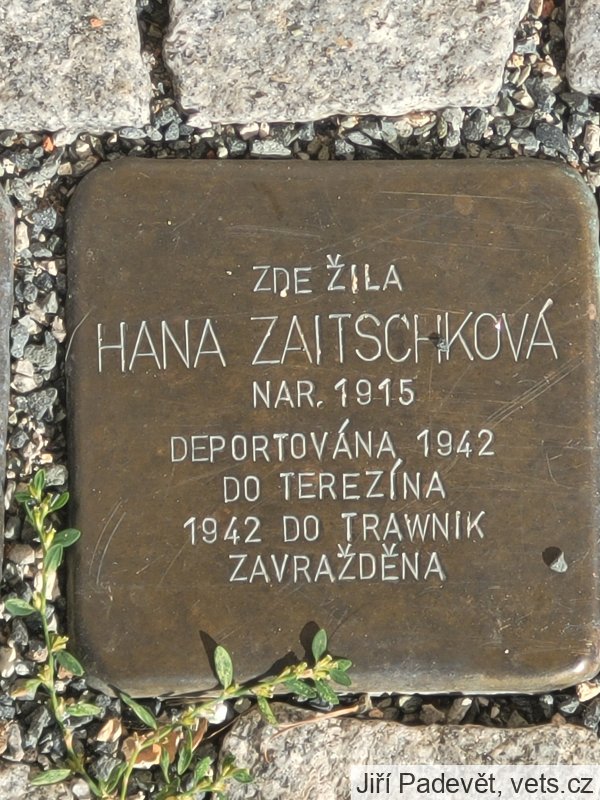 ZDE ŽILA
HANA ZAITSCHKOVÁ
NAR. 1915
DEPORTOVÁNA 1942
DO TEREZÍNA
1942 DO TRAWNIK
ZAVRAŽDĚNA
Jiří Padevět, vets.cz